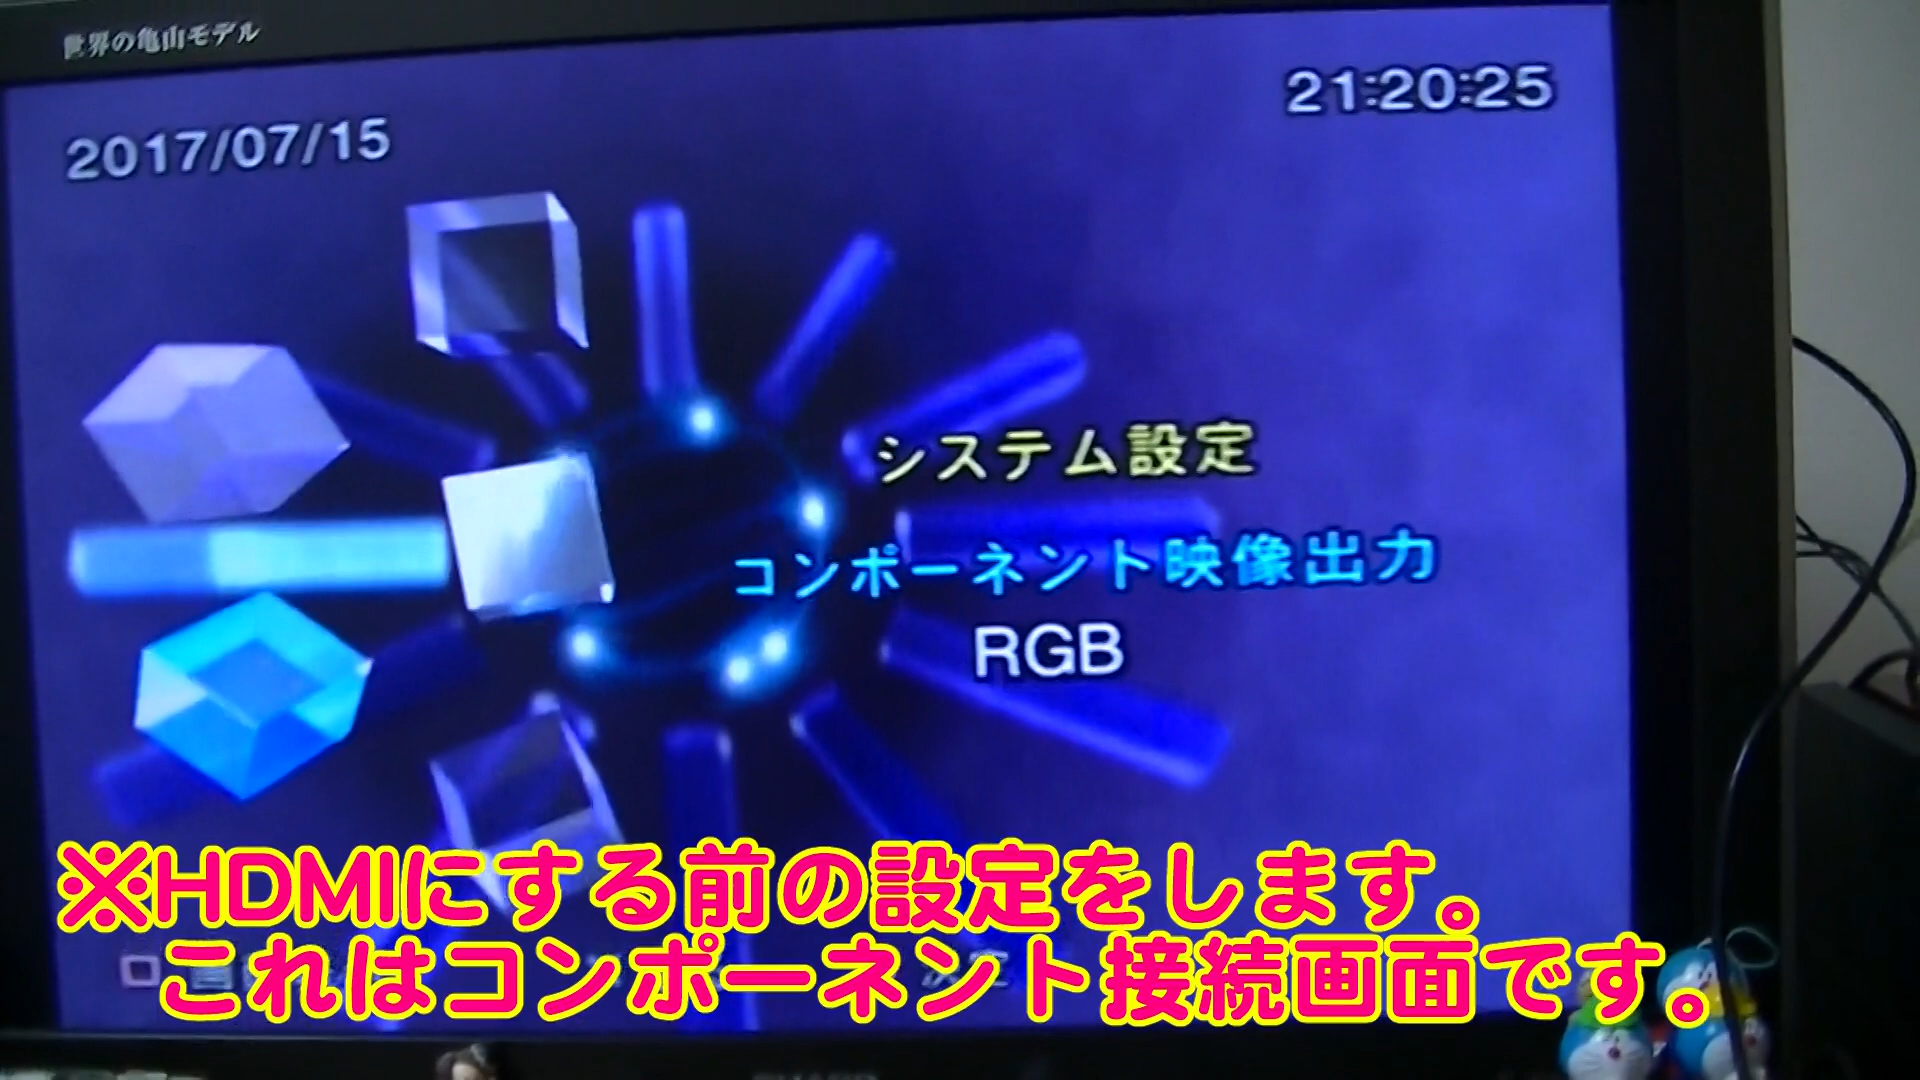 世界の亀山モデル
2017/07/15
21:20:25
システム設定
コンポーネント映像出力
RGB
※HDMIにする前の設定をします。
これはコンポーネント接続画面です。